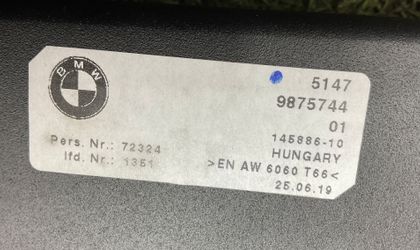 BMW
5147
9875744
01
145886-10
HUNGARY
Pers. Nr.: 72324
lfd. Nr.: 1351
>EN AW 6060 T66<
25.06.19